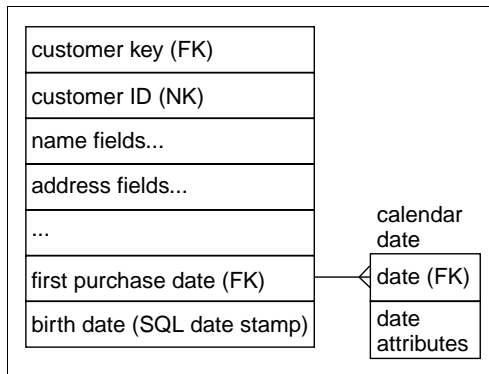 customer key (FK)
customer ID (NK)
name fields...
address fields...
...
first purchase date (FK)
birth date (SQL date stamp)
calendar
date
date (FK)
date
attributes